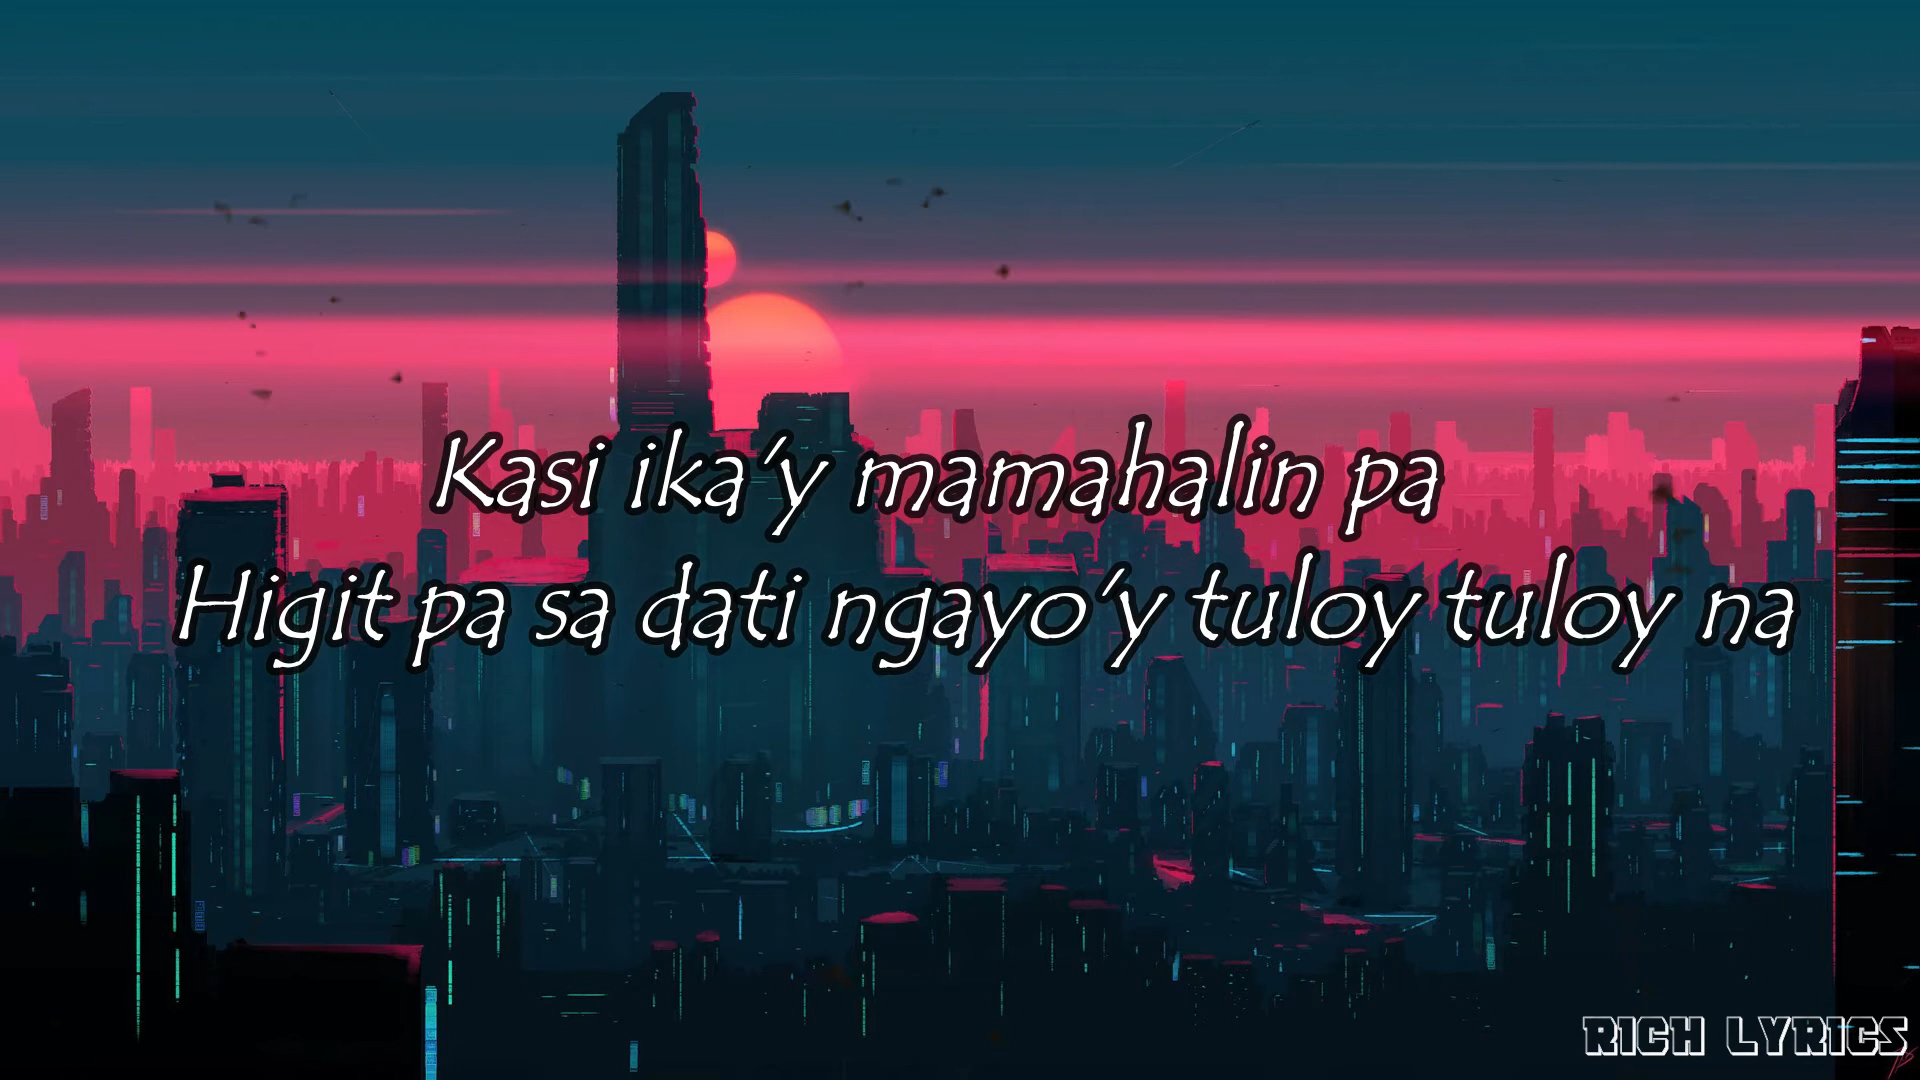 Kasi ika'y mamahalin pa
Higit pa sa dati ngayo'y tuloy tuloy na
RICH LYRICS